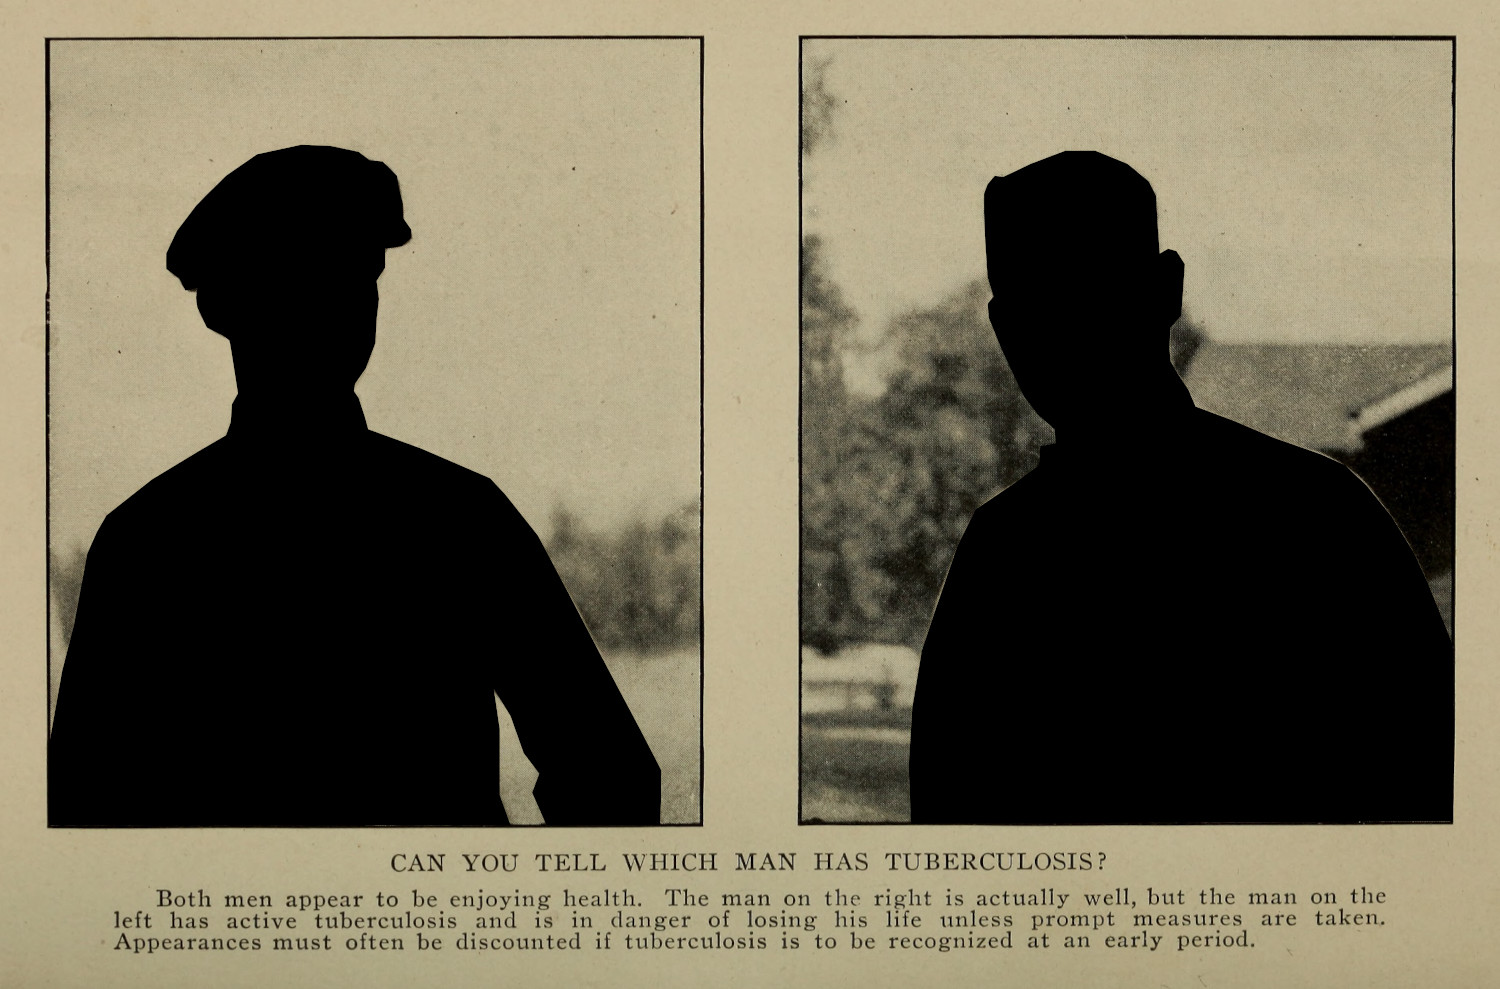 CAN YOU TELL WHICH MAN HAS TUBERCULOSIS?
Both men appear to be enjoying health. The man on the right is actually well, but the man on the
left has active tuberculosis and is in danger of losing his life unless prompt measures are taken.
Appearances must often be discounted if tuberculosis is to be recognized at an early period.